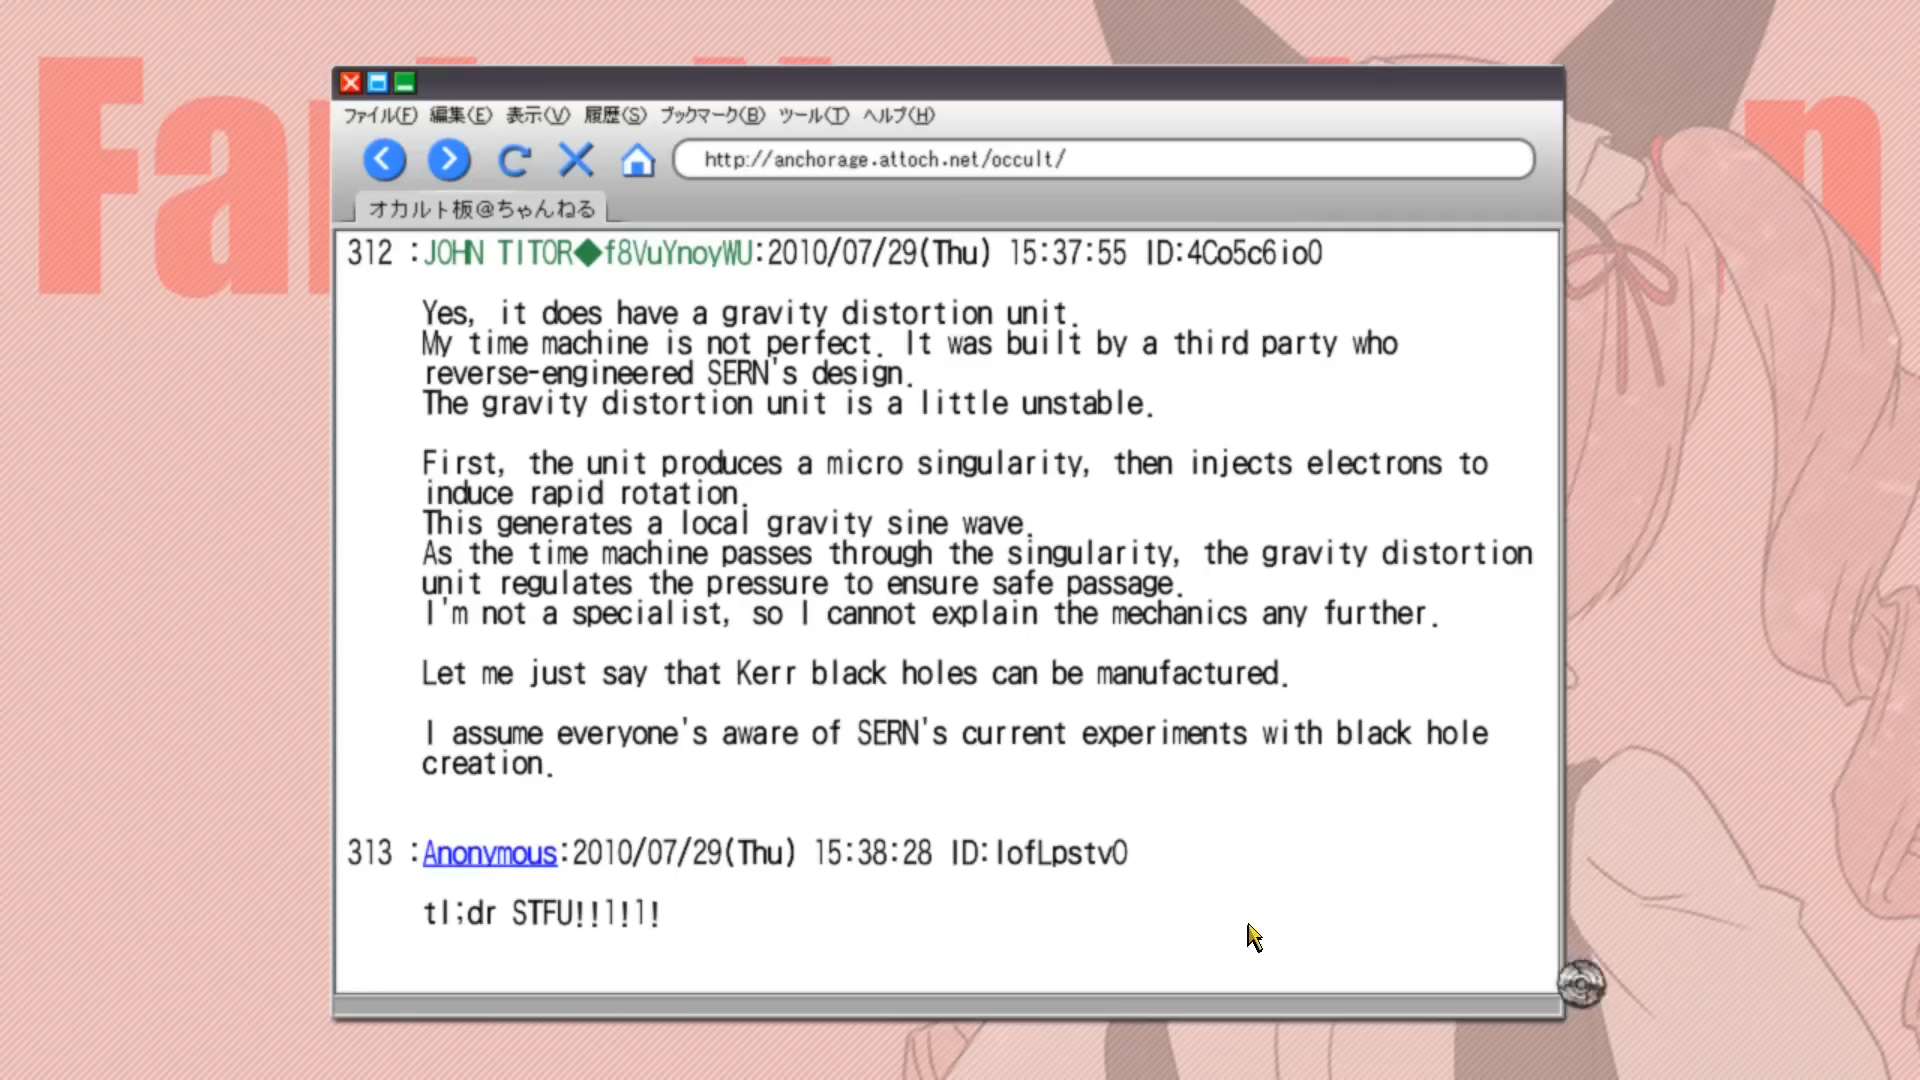 ファイル(F) 編集(E) 表示(V) 履歴(S) ブックマーク(B) ツール(T) ヘルプ(H)
http://anchorage.attoch.net/occult/
オカルト板@ちゃんねる
312 :JOHN TITOR◆f8VuYnoyWU:2010/07/29(Thu) 15:37:55 ID:4Co5c6io0
Yes, it does have a gravity distortion unit.
My time machine is not perfect. It was built by a third party who
reverse-engineered SERN's design.
The gravity distortion unit is a little unstable.
First, the unit produces a micro singularity, then injects electrons to
induce rapid rotation.
This generates a local gravity sine wave.
As the time machine passes through the singularity, the gravity distortion
unit regulates the pressure to ensure safe passage.
I'm not a specialist, so I cannot explain the mechanics any further.
Let me just say that Kerr black holes can be manufactured.
I assume everyone's aware of SERN's current experiments with black hole
creation.
313 :Anonymous:2010/07/29(Thu) 15:38:28 ID:lofLpstv0
tl;dr STFU!!1!1!